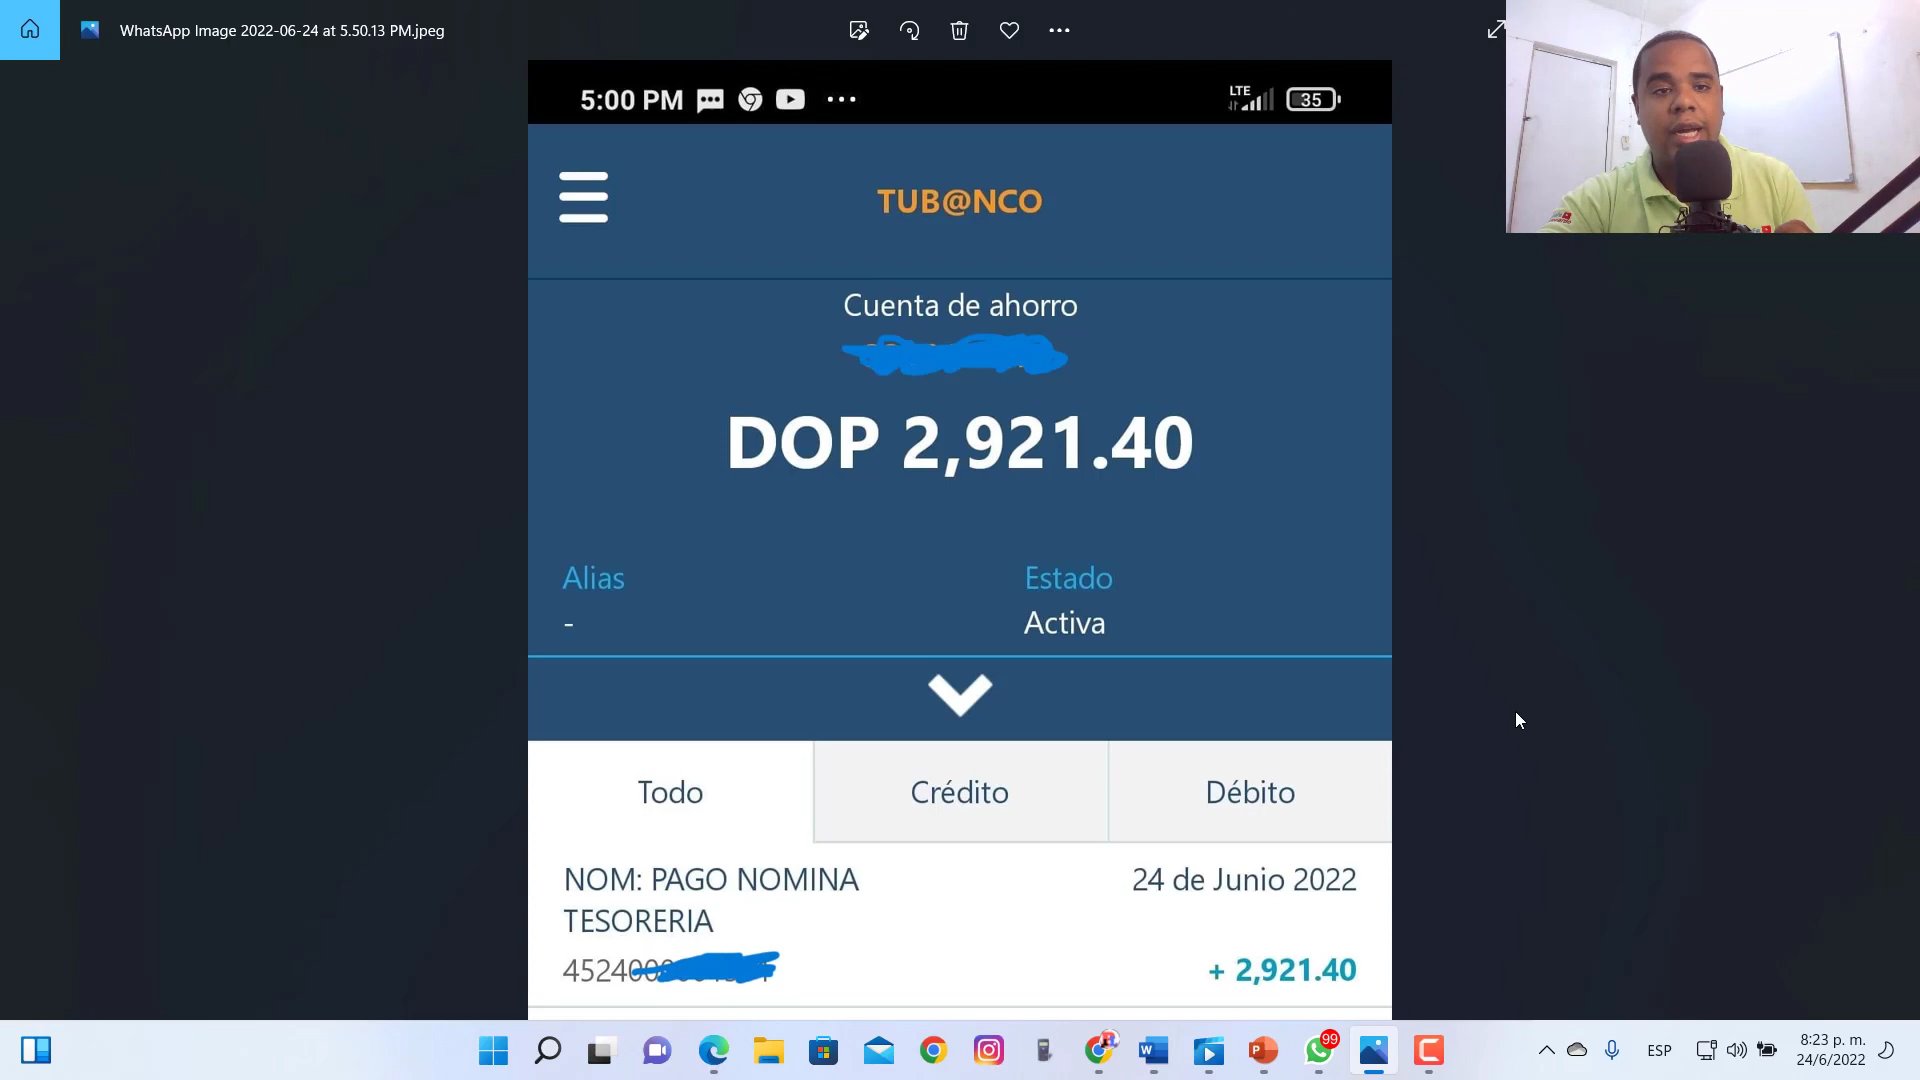 WhatsApp Image 2022-06-24 at 5.50.13 PM.jpeg
5:00 PM
LTE
35
TUB@NCO
Cuenta de ahorro
DOP 2,921.40
Alias
Estado
-
Activa
Todo
Crédito
Débito
NOM: PAGO NOMINA
24 de Junio 2022
TESORERIA
45240
+ 2,921.40
99
ESP
8:23 p. m.
24/6/2022